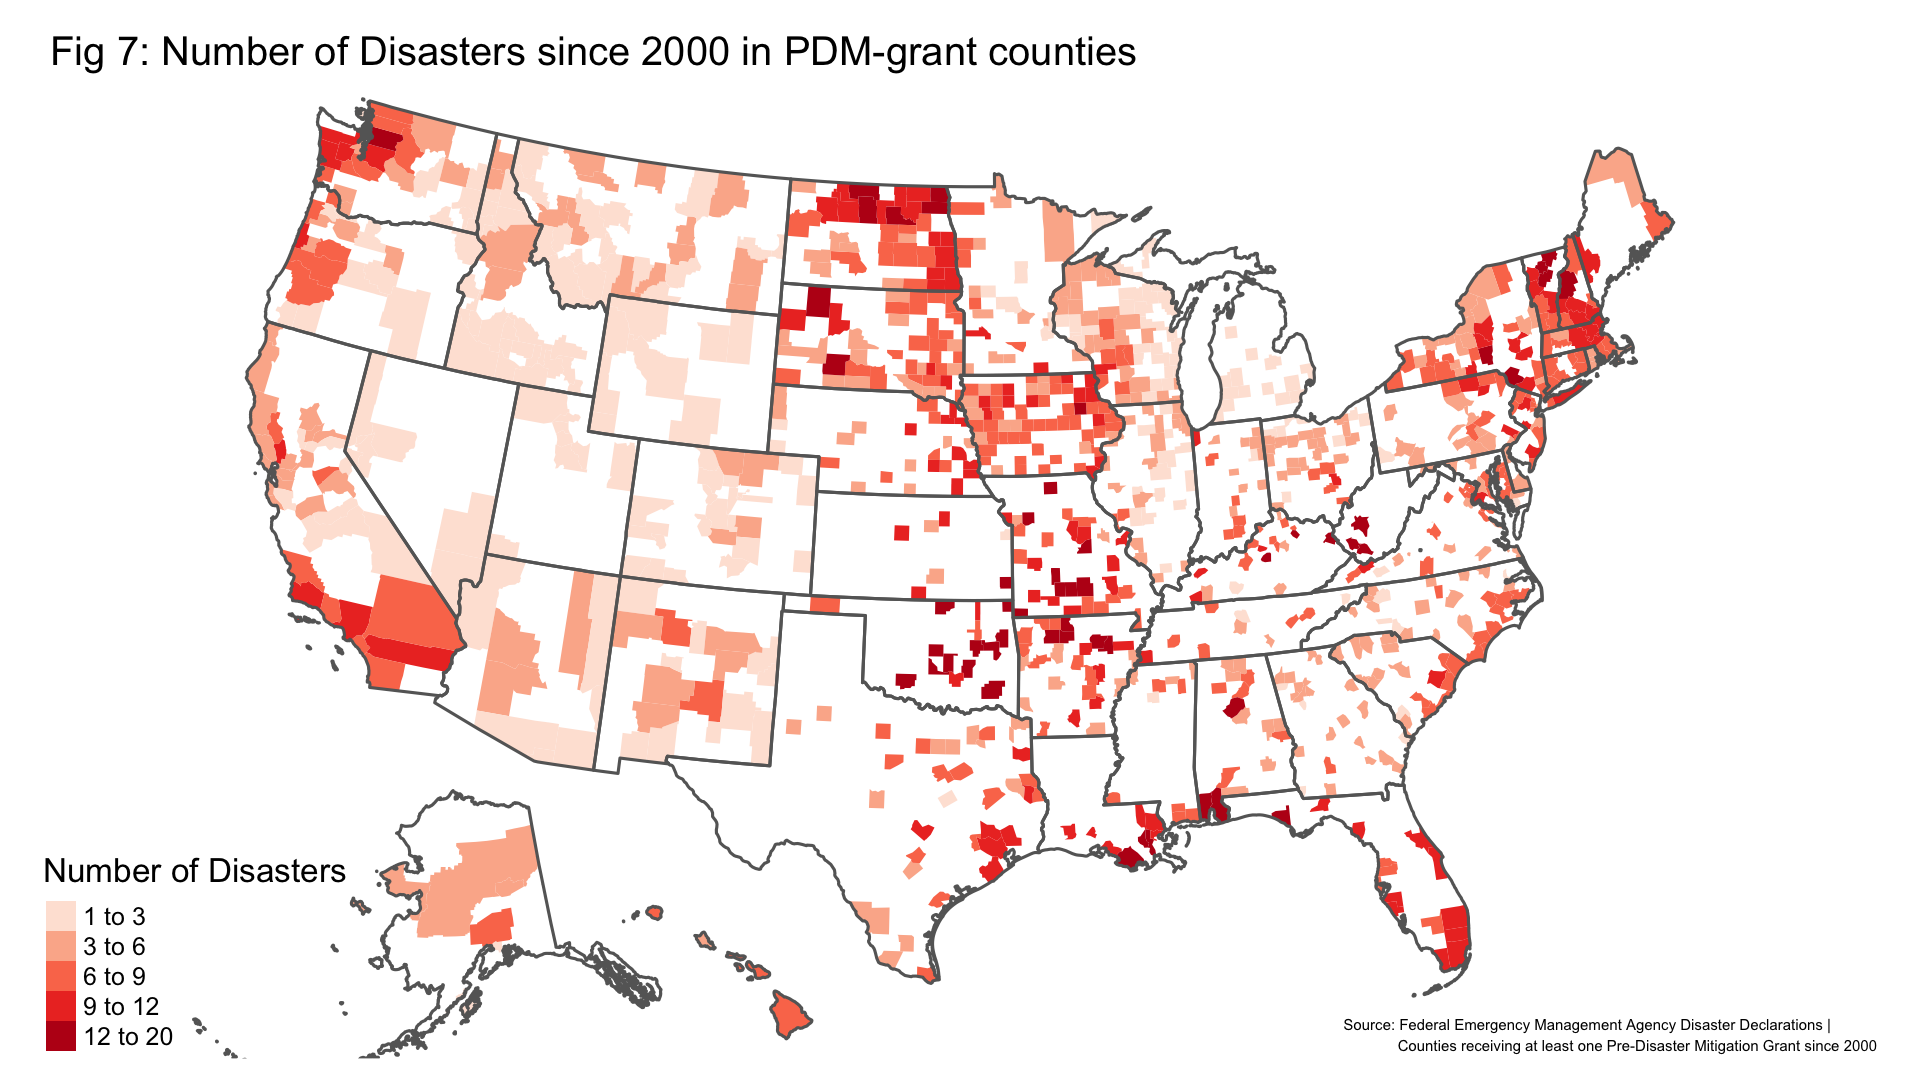 Fig 7: Number of Disasters since 2000 in PDM-grant counties
Number of Disasters
1 to 3
3 to 6
6 to 9
9 to 12
12 to 20
Source: Federal Emergency Management Agency Disaster Declarations |
Counties receiving at least one Pre-Disaster Mitigation Grant since 2000